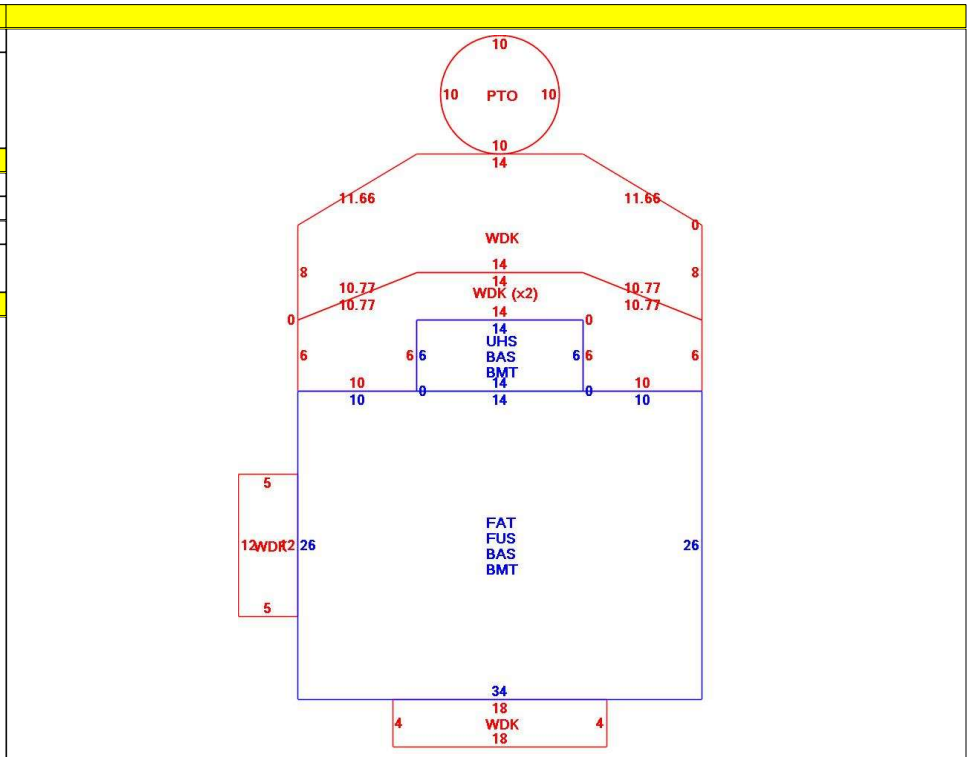 10
10 PTO 10
10
14
11.66 11.66
0
WDK
14
8 8
10.77 14 10.77
WDK (x2)
10.77 10.77
14
0 0
14
UHS
6 6 6 BAS 6 6 6
BMT
10 14 10
0 0
10 14 10
5
FAT
FUS
12 WDK 12 26 BAS 26
BMT
5
34
18
4 WDK 4
18